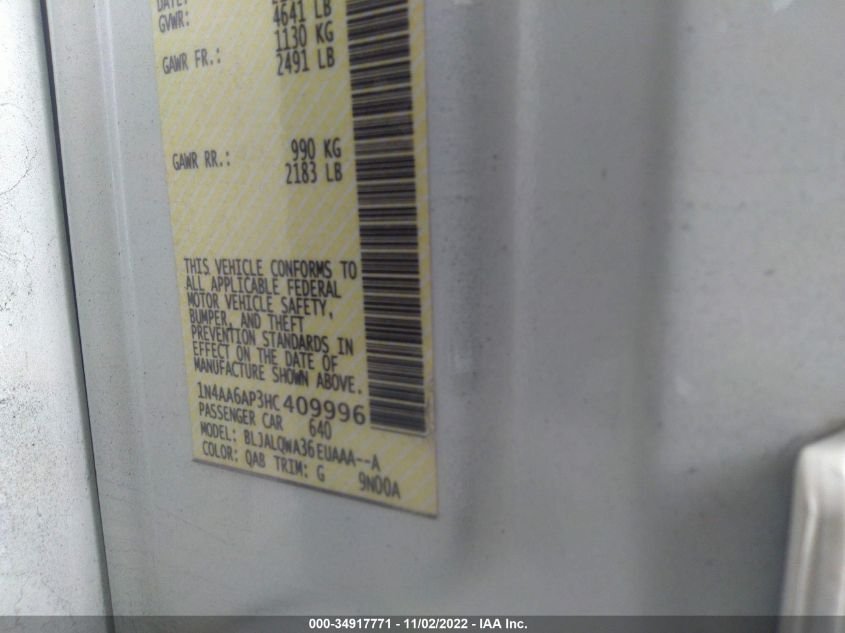 DATE:
GVWR: 4641 LB
1130 KG
GAWR FR.: 2491 LB
990 KG
GAWR RR.: 2183 LB
THIS VEHICLE CONFORMS TO
ALL APPLICABLE FEDERAL
MOTOR VEHICLE SAFETY,
BUMPER, AND THEFT
PREVENTION STANDARDS IN
EFFECT ON THE DATE OF
MANUFACTURE SHOWN ABOVE.
1N4AA6AP3HC409996
PASSENGER CAR 640
MODEL: BLJALQWA36EUAAA--A
COLOR: QAB TRIM: G 9N00A
000-34917771 - 11/02/2022 - IAA Inc.